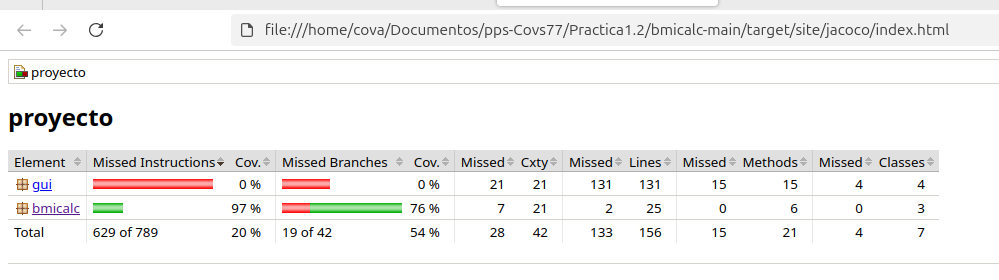 file:///home/cova/Documentos/pps-Covs77/Practica1.2/bmicalc-main/target/site/jacoco/index.html
proyecto
proyecto
Element Missed Instructions Cov. Missed Branches Cov. Missed Cxty Missed Lines Missed Methods Missed Classes
gui 0 % 0 % 21 21 131 131 15 15 4 4
bmicalc 97 % 76 % 7 21 2 25 0 6 0 3
Total 629 of 789 20 % 19 of 42 54 % 28 42 133 156 15 21 4 7